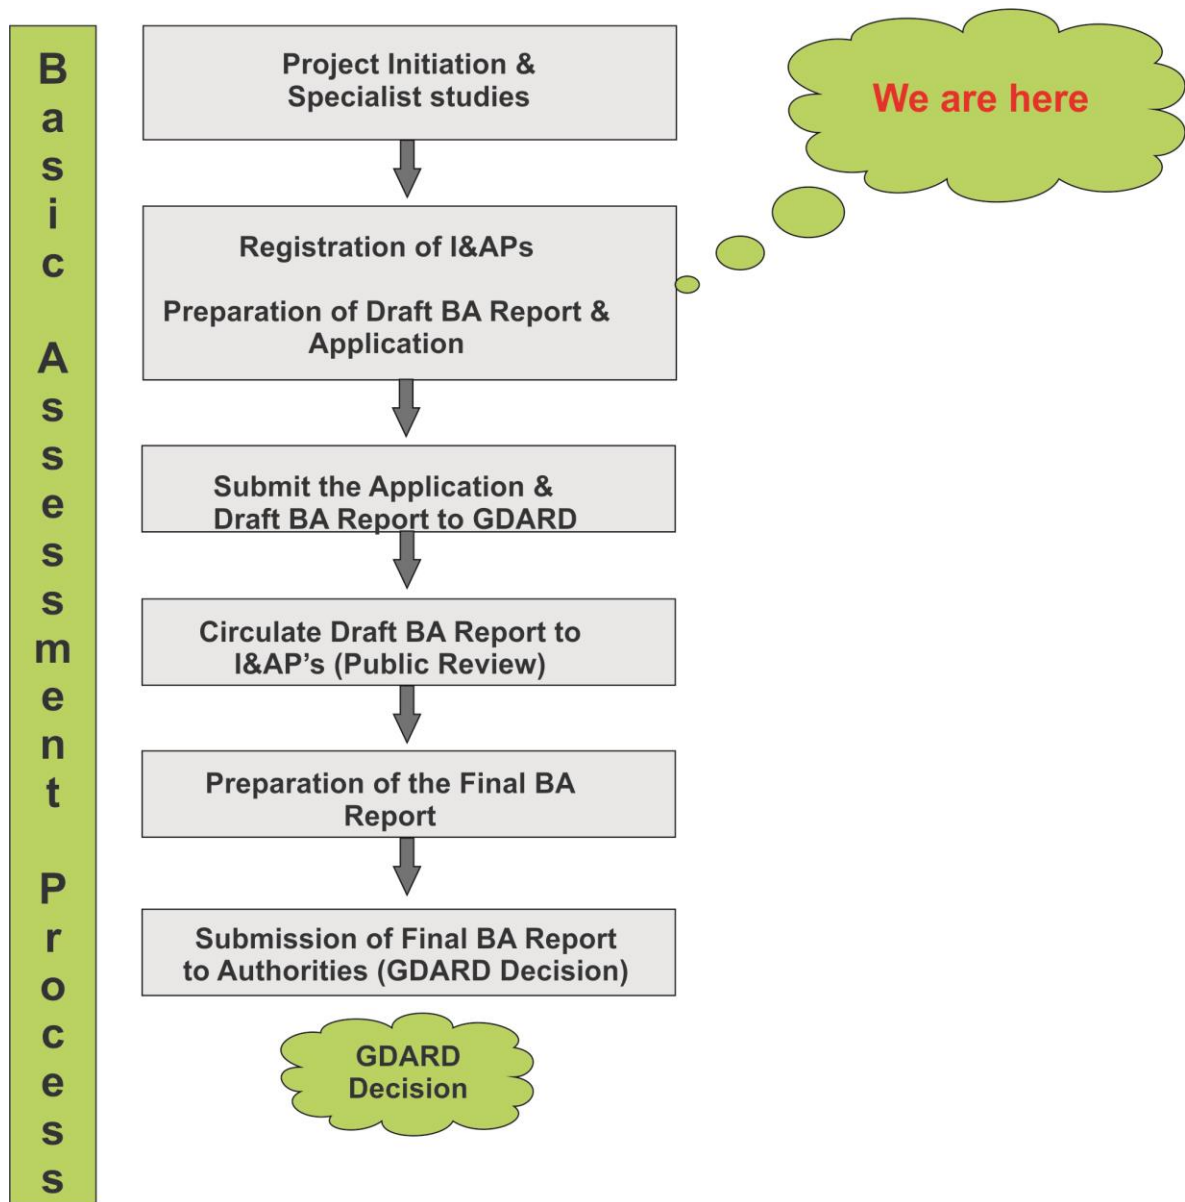 Basic Assessment Process
Project Initiation &
Specialist studies
We are here
Registration of I&APs
Preparation of Draft BA Report &
Application
Submit the Application &
Draft BA Report to GDARD
Circulate Draft BA Report to
I&AP’s (Public Review)
Preparation of the Final BA
Report
Submission of Final BA Report
to Authorities (GDARD Decision)
GDARD
Decision